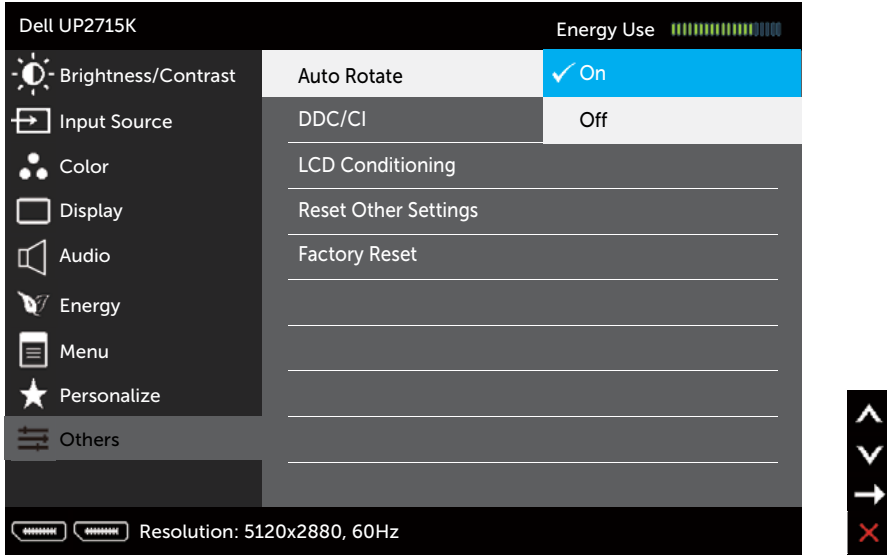 Dell UP2715K
Energy Use
Brightness/Contrast
Auto Rotate
On
Input Source
DDC/CI
Off
Color
LCD Conditioning
Display
Reset Other Settings
Audio
Factory Reset
Energy
Menu
Personalize
Others
Resolution: 5120x2880, 60Hz